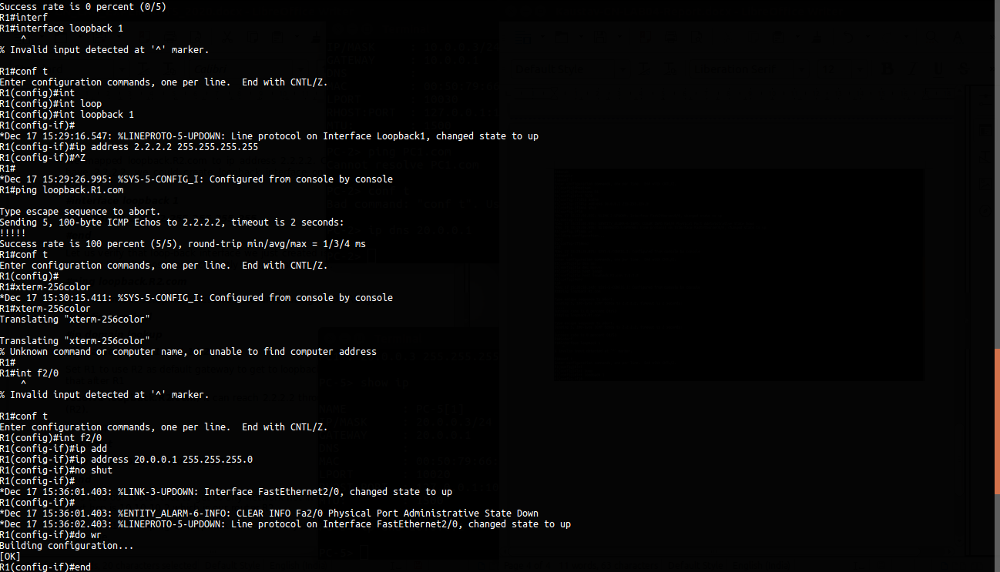 Success rate is 0 percent (0/5)
R1#interf
R1#interface loopback 1
    ^
% Invalid input detected at '^' marker.

R1#conf t
Enter configuration commands, one per line.  End with CNTL/Z.
R1(config)#int
R1(config)#int loop
R1(config)#int loopback 1
R1(config-if)#
*Dec 17 15:29:16.547: %LINEPROTO-5-UPDOWN: Line protocol on Interface Loopback1, changed state to up
R1(config-if)#ip address 2.2.2.2 255.255.255.255
R1(config-if)#^Z
R1#
*Dec 17 15:29:26.995: %SYS-5-CONFIG_I: Configured from console by console
R1#ping loopback.R1.com

Type escape sequence to abort.
Sending 5, 100-byte ICMP Echos to 2.2.2.2, timeout is 2 seconds:
!!!!!
Success rate is 100 percent (5/5), round-trip min/avg/max = 1/3/4 ms
R1#conf t
Enter configuration commands, one per line.  End with CNTL/Z.
R1(config)#
R1#xterm-256color
*Dec 17 15:30:15.411: %SYS-5-CONFIG_I: Configured from console by console
R1#xterm-256color
Translating "xterm-256color"

Translating "xterm-256color"
% Unknown command or computer name, or unable to find computer address
R1#
R1#int f2/0
    ^
% Invalid input detected at '^' marker.

R1#conf t
Enter configuration commands, one per line.  End with CNTL/Z.
R1(config)#int f2/0
R1(config-if)#ip add
R1(config-if)#ip address 20.0.0.1 255.255.255.0
R1(config-if)#no shut
R1(config-if)#
*Dec 17 15:36:01.403: %LINK-3-UPDOWN: Interface FastEthernet2/0, changed state to up
R1(config-if)#
*Dec 17 15:36:01.403: %ENTITY_ALARM-6-INFO: CLEAR INFO Fa2/0 Physical Port Administrative State Down
*Dec 17 15:36:02.403: %LINEPROTO-5-UPDOWN: Line protocol on Interface FastEthernet2/0, changed state to up
R1(config-if)#do wr
Building configuration...
[OK]
R1(config-if)#end